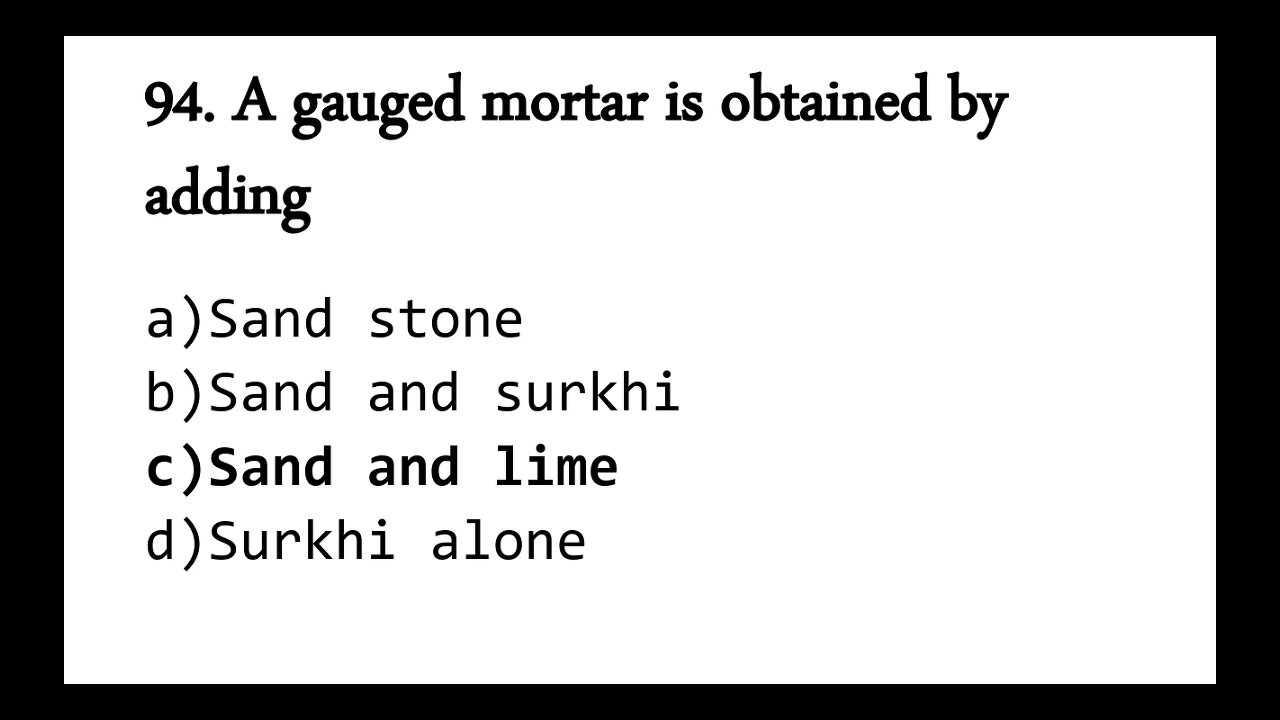 94. A gauged mortar is obtained by
adding
a)Sand stone
b)Sand and surkhi
c)Sand and lime
d)Surkhi alone